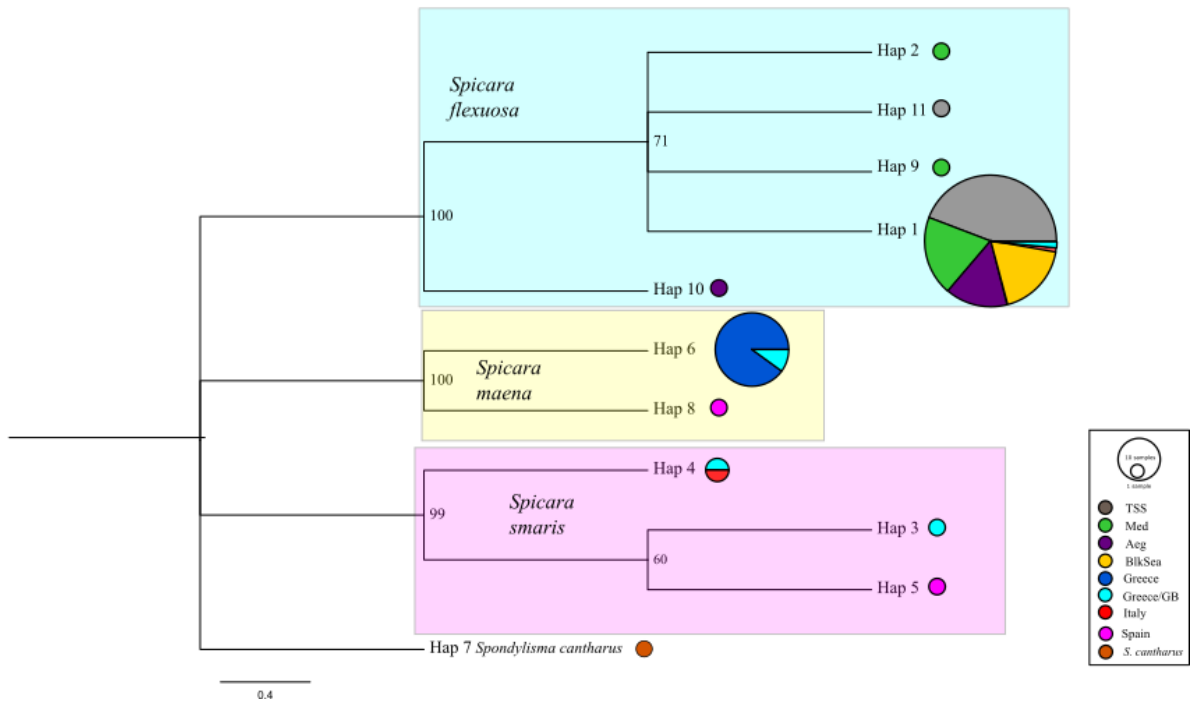 Hap 2
Spicara
flexuosa
Hap 11
71
Hap 9
100
Hap 1
Hap 10
Hap 6
100
Spicara
maena
Hap 8
Hap 4
99
Spicara
smaris
Hap 3
60
Hap 5
Hap 7 Spondylisma cantharus
0.4
10 samples
1 sample
TSS
Med
Aeg
BlkSea
Greece
Greece/GB
Italy
Spain
S. cantharus